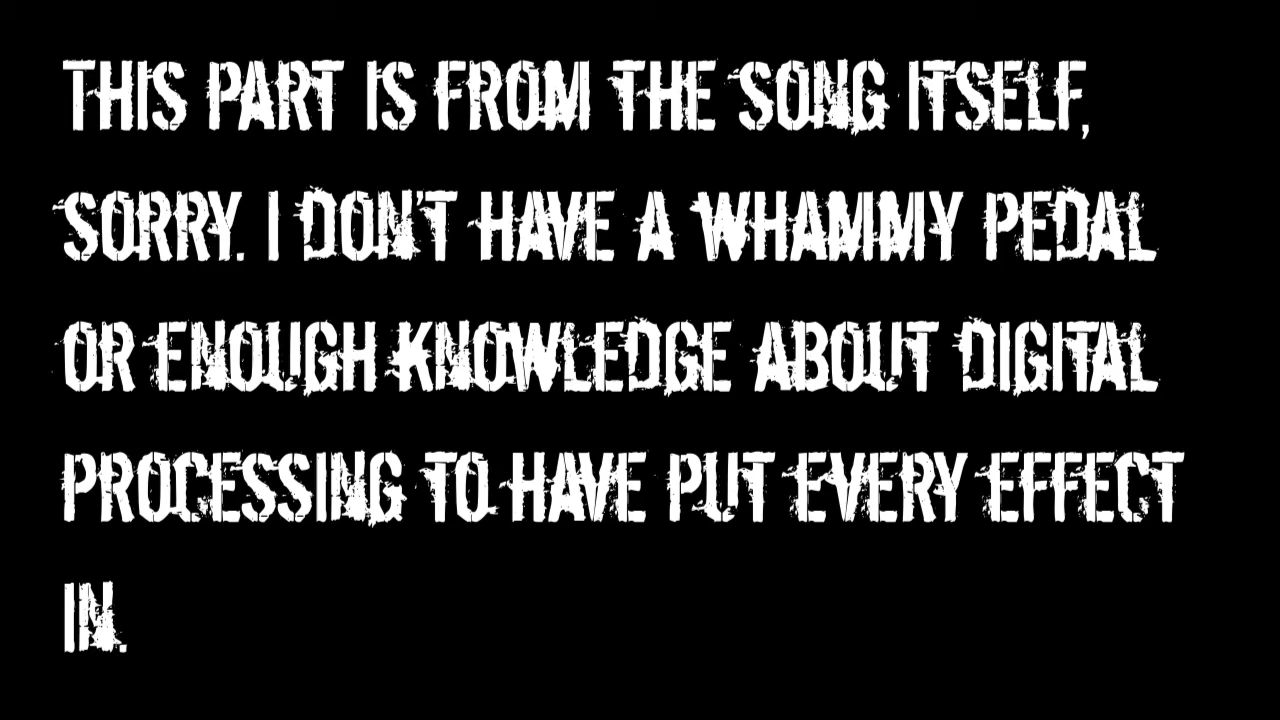 THIS PART IS FROM THE SONG ITSELF,
SORRY. I DON'T HAVE A WHAMMY PEDAL
OR ENOUGH KNOWLEDGE ABOUT DIGITAL
PROCESSING TO HAVE PUT EVERY EFFECT
IN.